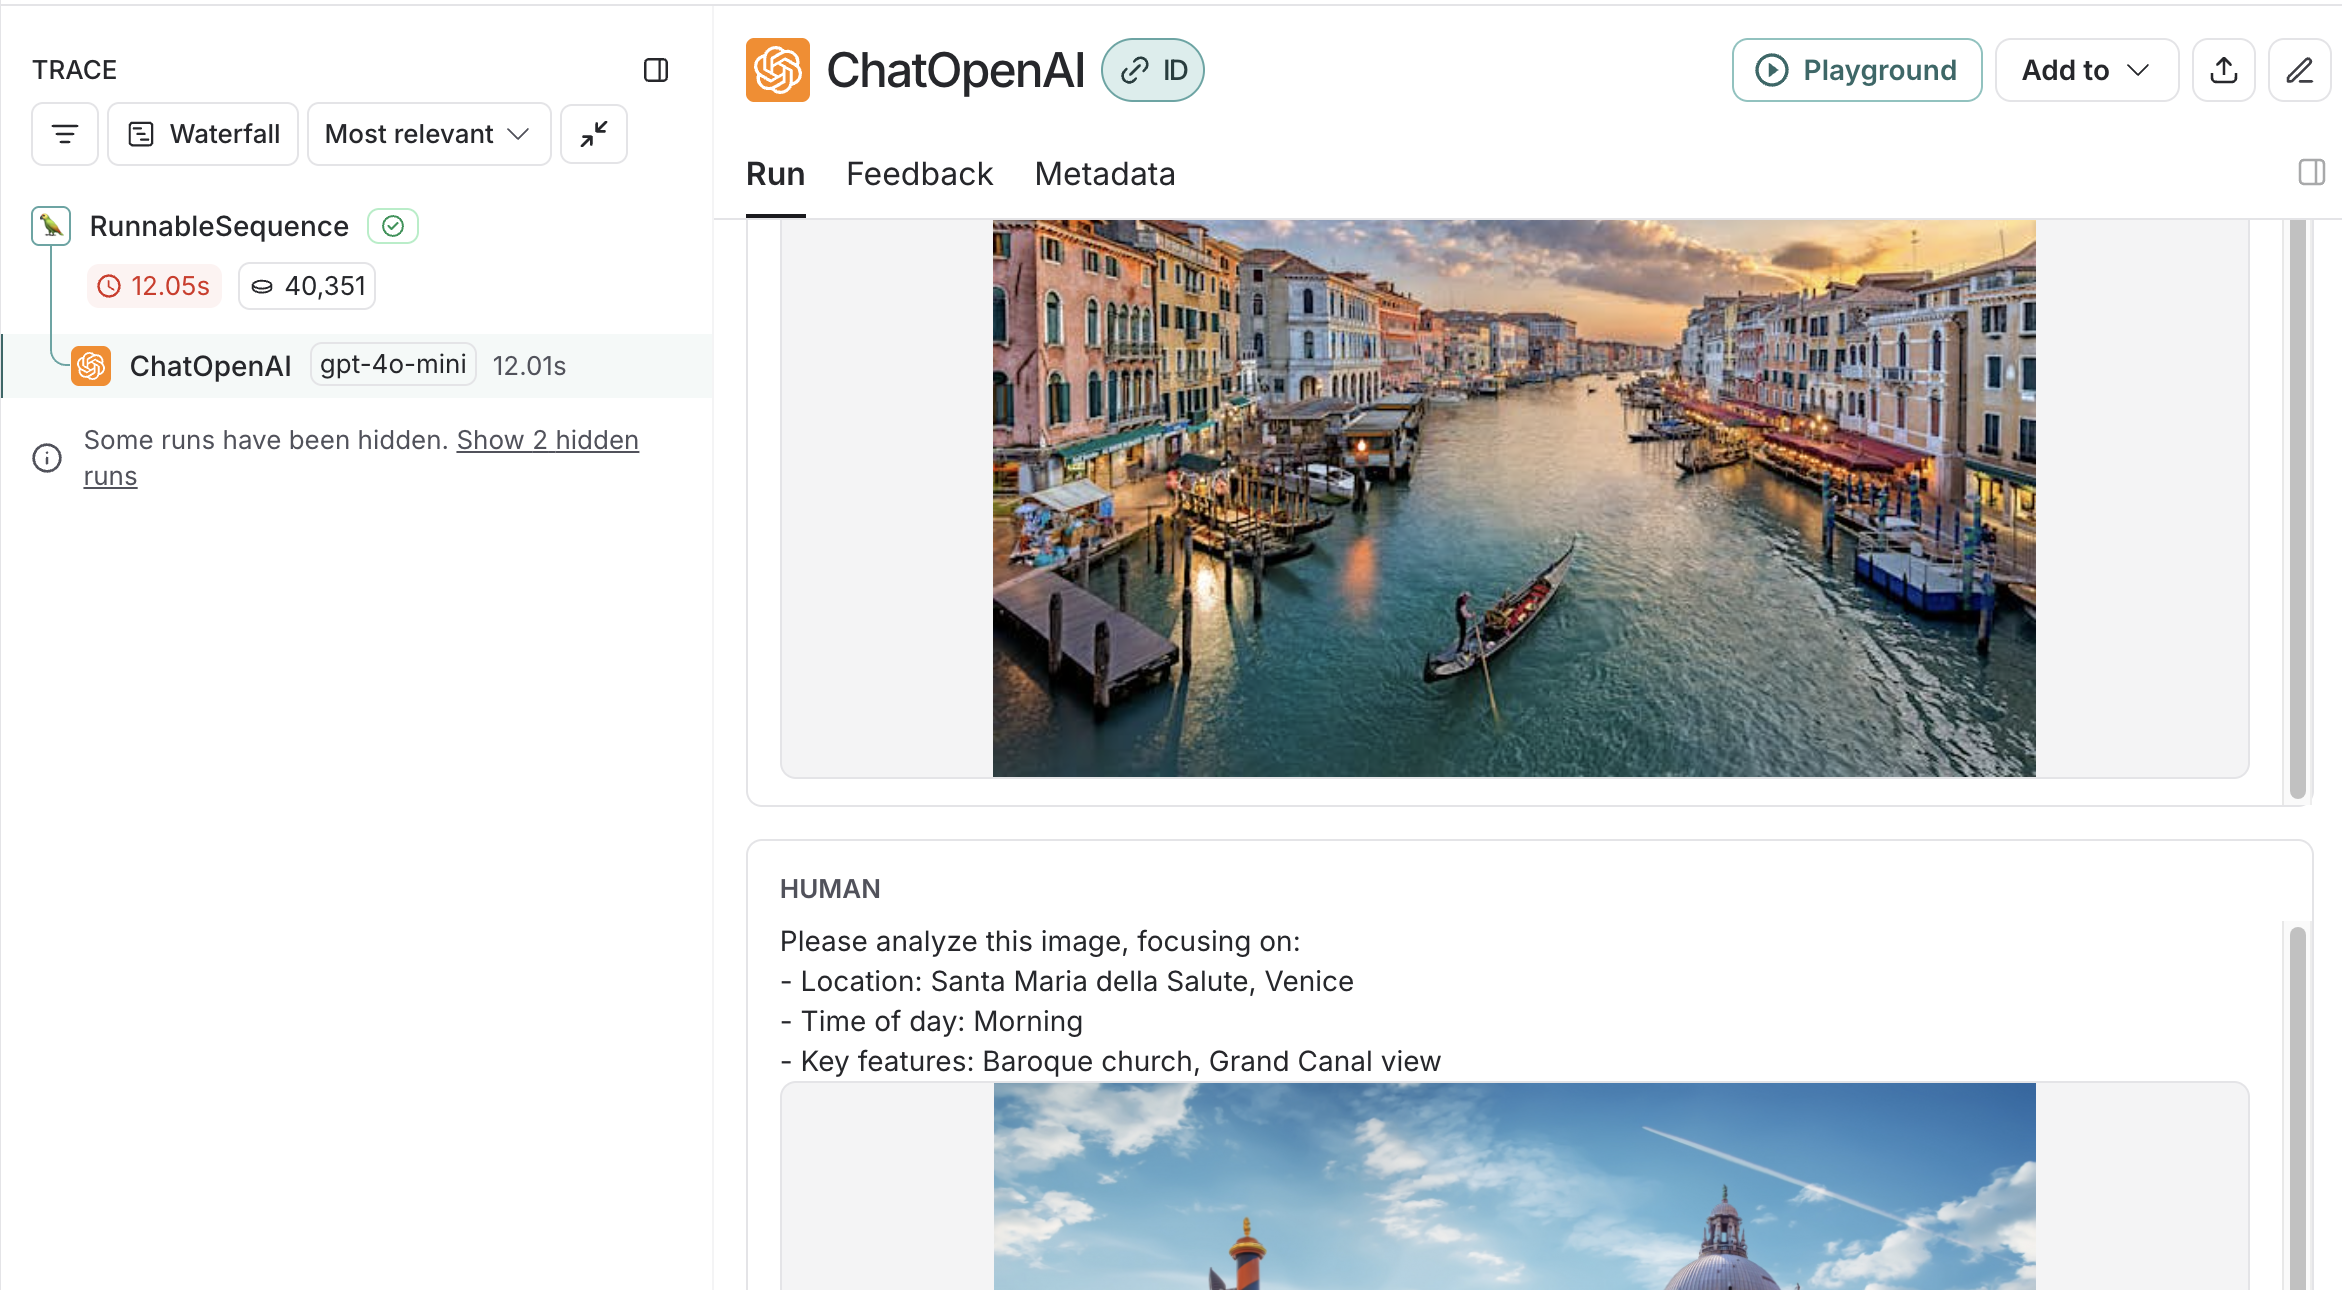 TRACE
Waterfall
Most relevant
RunnableSequence
12.05s
40,351
ChatOpenAI gpt-4o-mini 12.01s
Some runs have been hidden. Show 2 hidden
runs
ChatOpenAI ID
Playground
Add to
Run Feedback Metadata
HUMAN
Please analyze this image, focusing on:
- Location: Santa Maria della Salute, Venice
- Time of day: Morning
- Key features: Baroque church, Grand Canal view